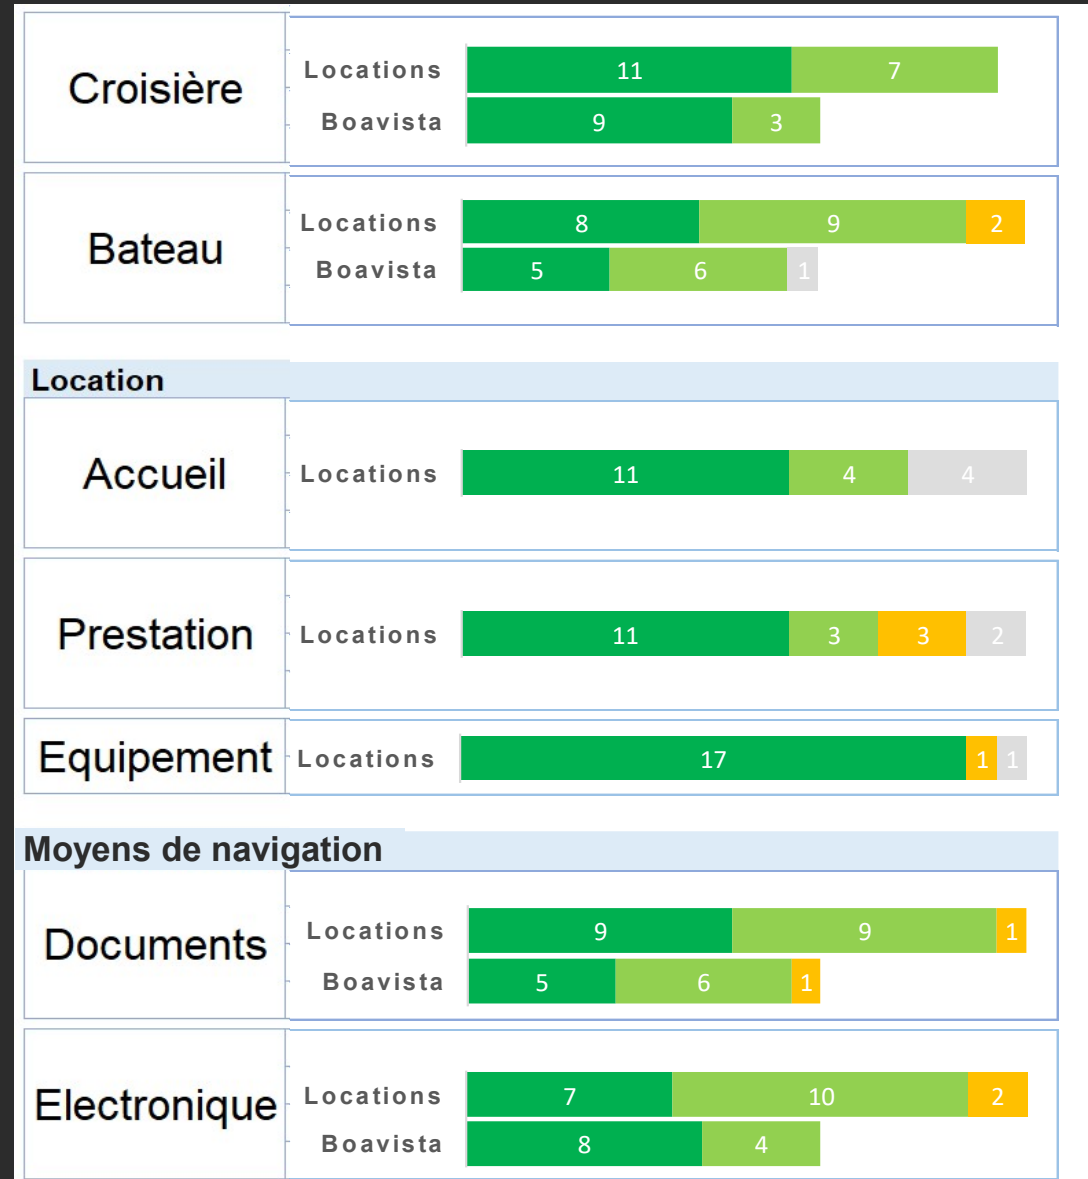 Croisière
Locations 11 7
Boavista 9 3
Bateau
Locations 8 9 2
Boavista 5 6 1
Location
Accueil
Locations 11 4 4
Prestation
Locations 11 3 3 2
Equipement
Locations 17 1 1
Moyens de navigation
Documents
Locations 9 9 1
Boavista 5 6 1
Electronique
Locations 7 10 2
Boavista 8 4